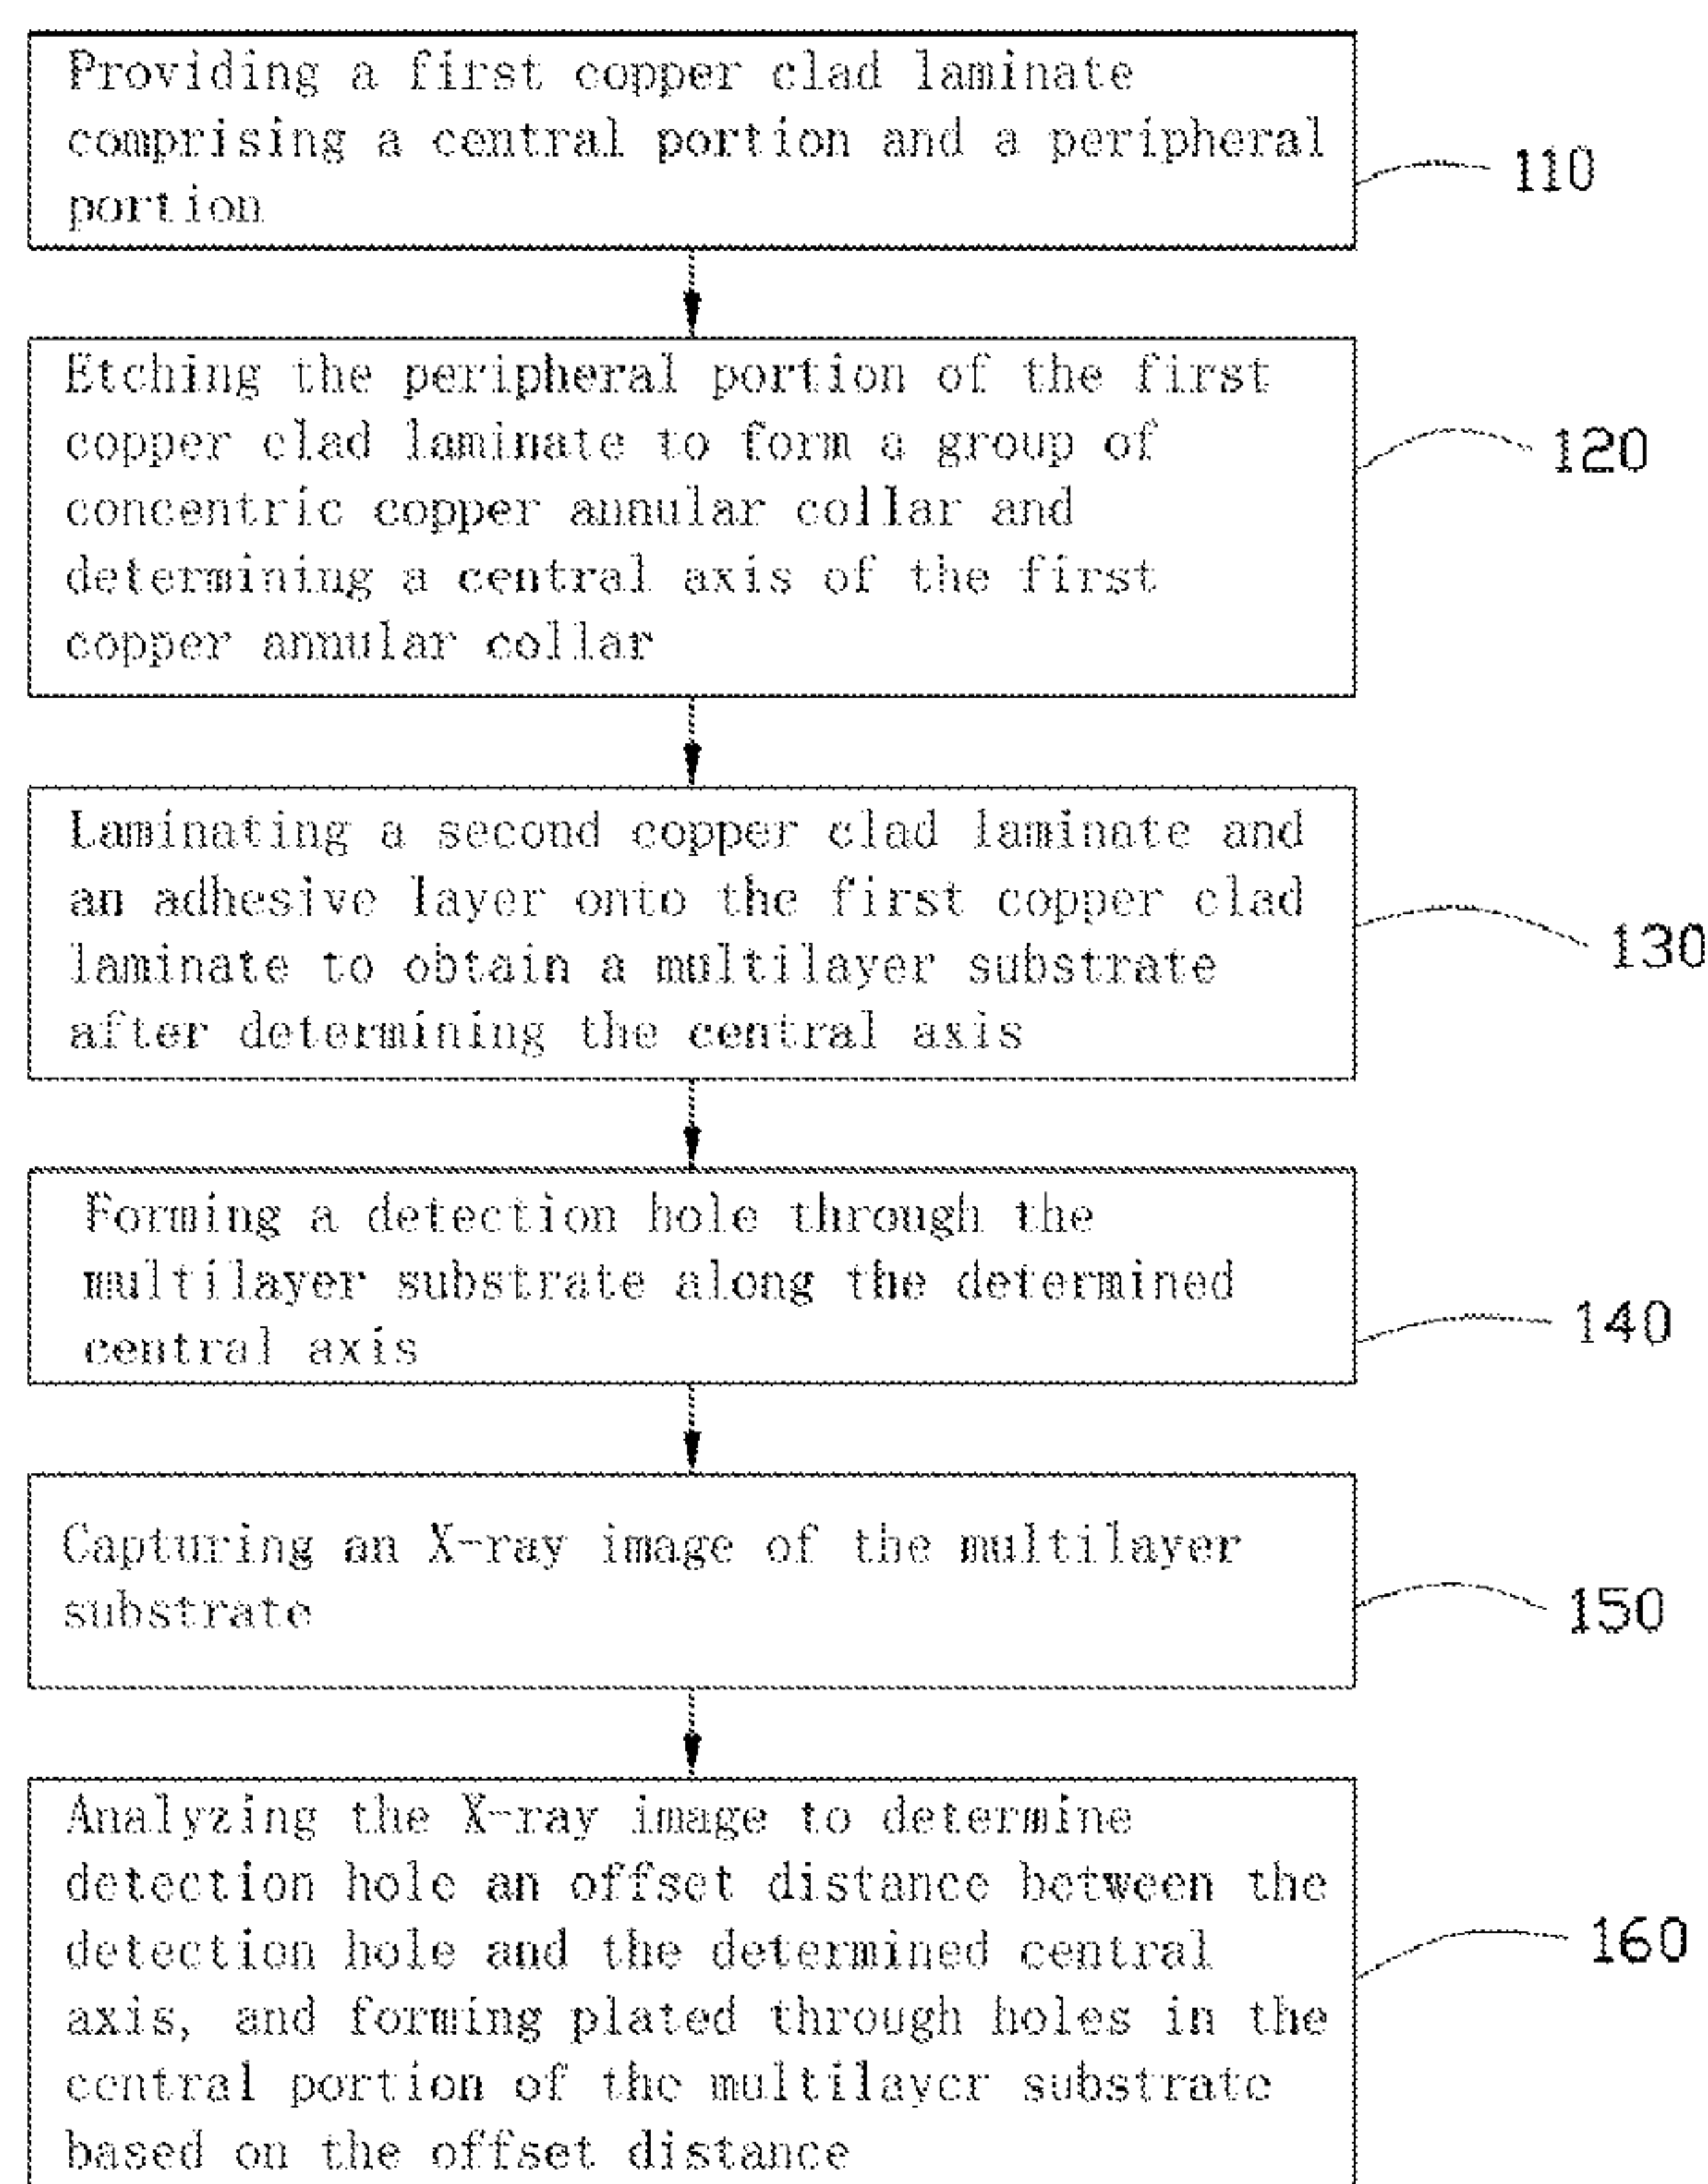 Providing a first copper clad laminate
comprising a central portion and a peripheral
portion
110
Etching the peripheral portion of the first
copper clad laminate to form a group of
concentric copper annular collar and
determining a central axis of the first
copper annular collar
120
Laminating a second copper clad laminate and
an adhesive layer onto the first copper clad
laminate to obtain a multilayer substrate
after determining the central axis
130
Forming a detection hole through the
multilayer substrate along the determined
central axis
140
Capturing an X-ray image of the multilayer
substrate
150
Analyzing the X-ray image to determine
detection hole an offset distance between the
detection hole and the determined central
axis, and forming plated through holes in the
central portion of the multilayer substrate
based on the offset distance
160